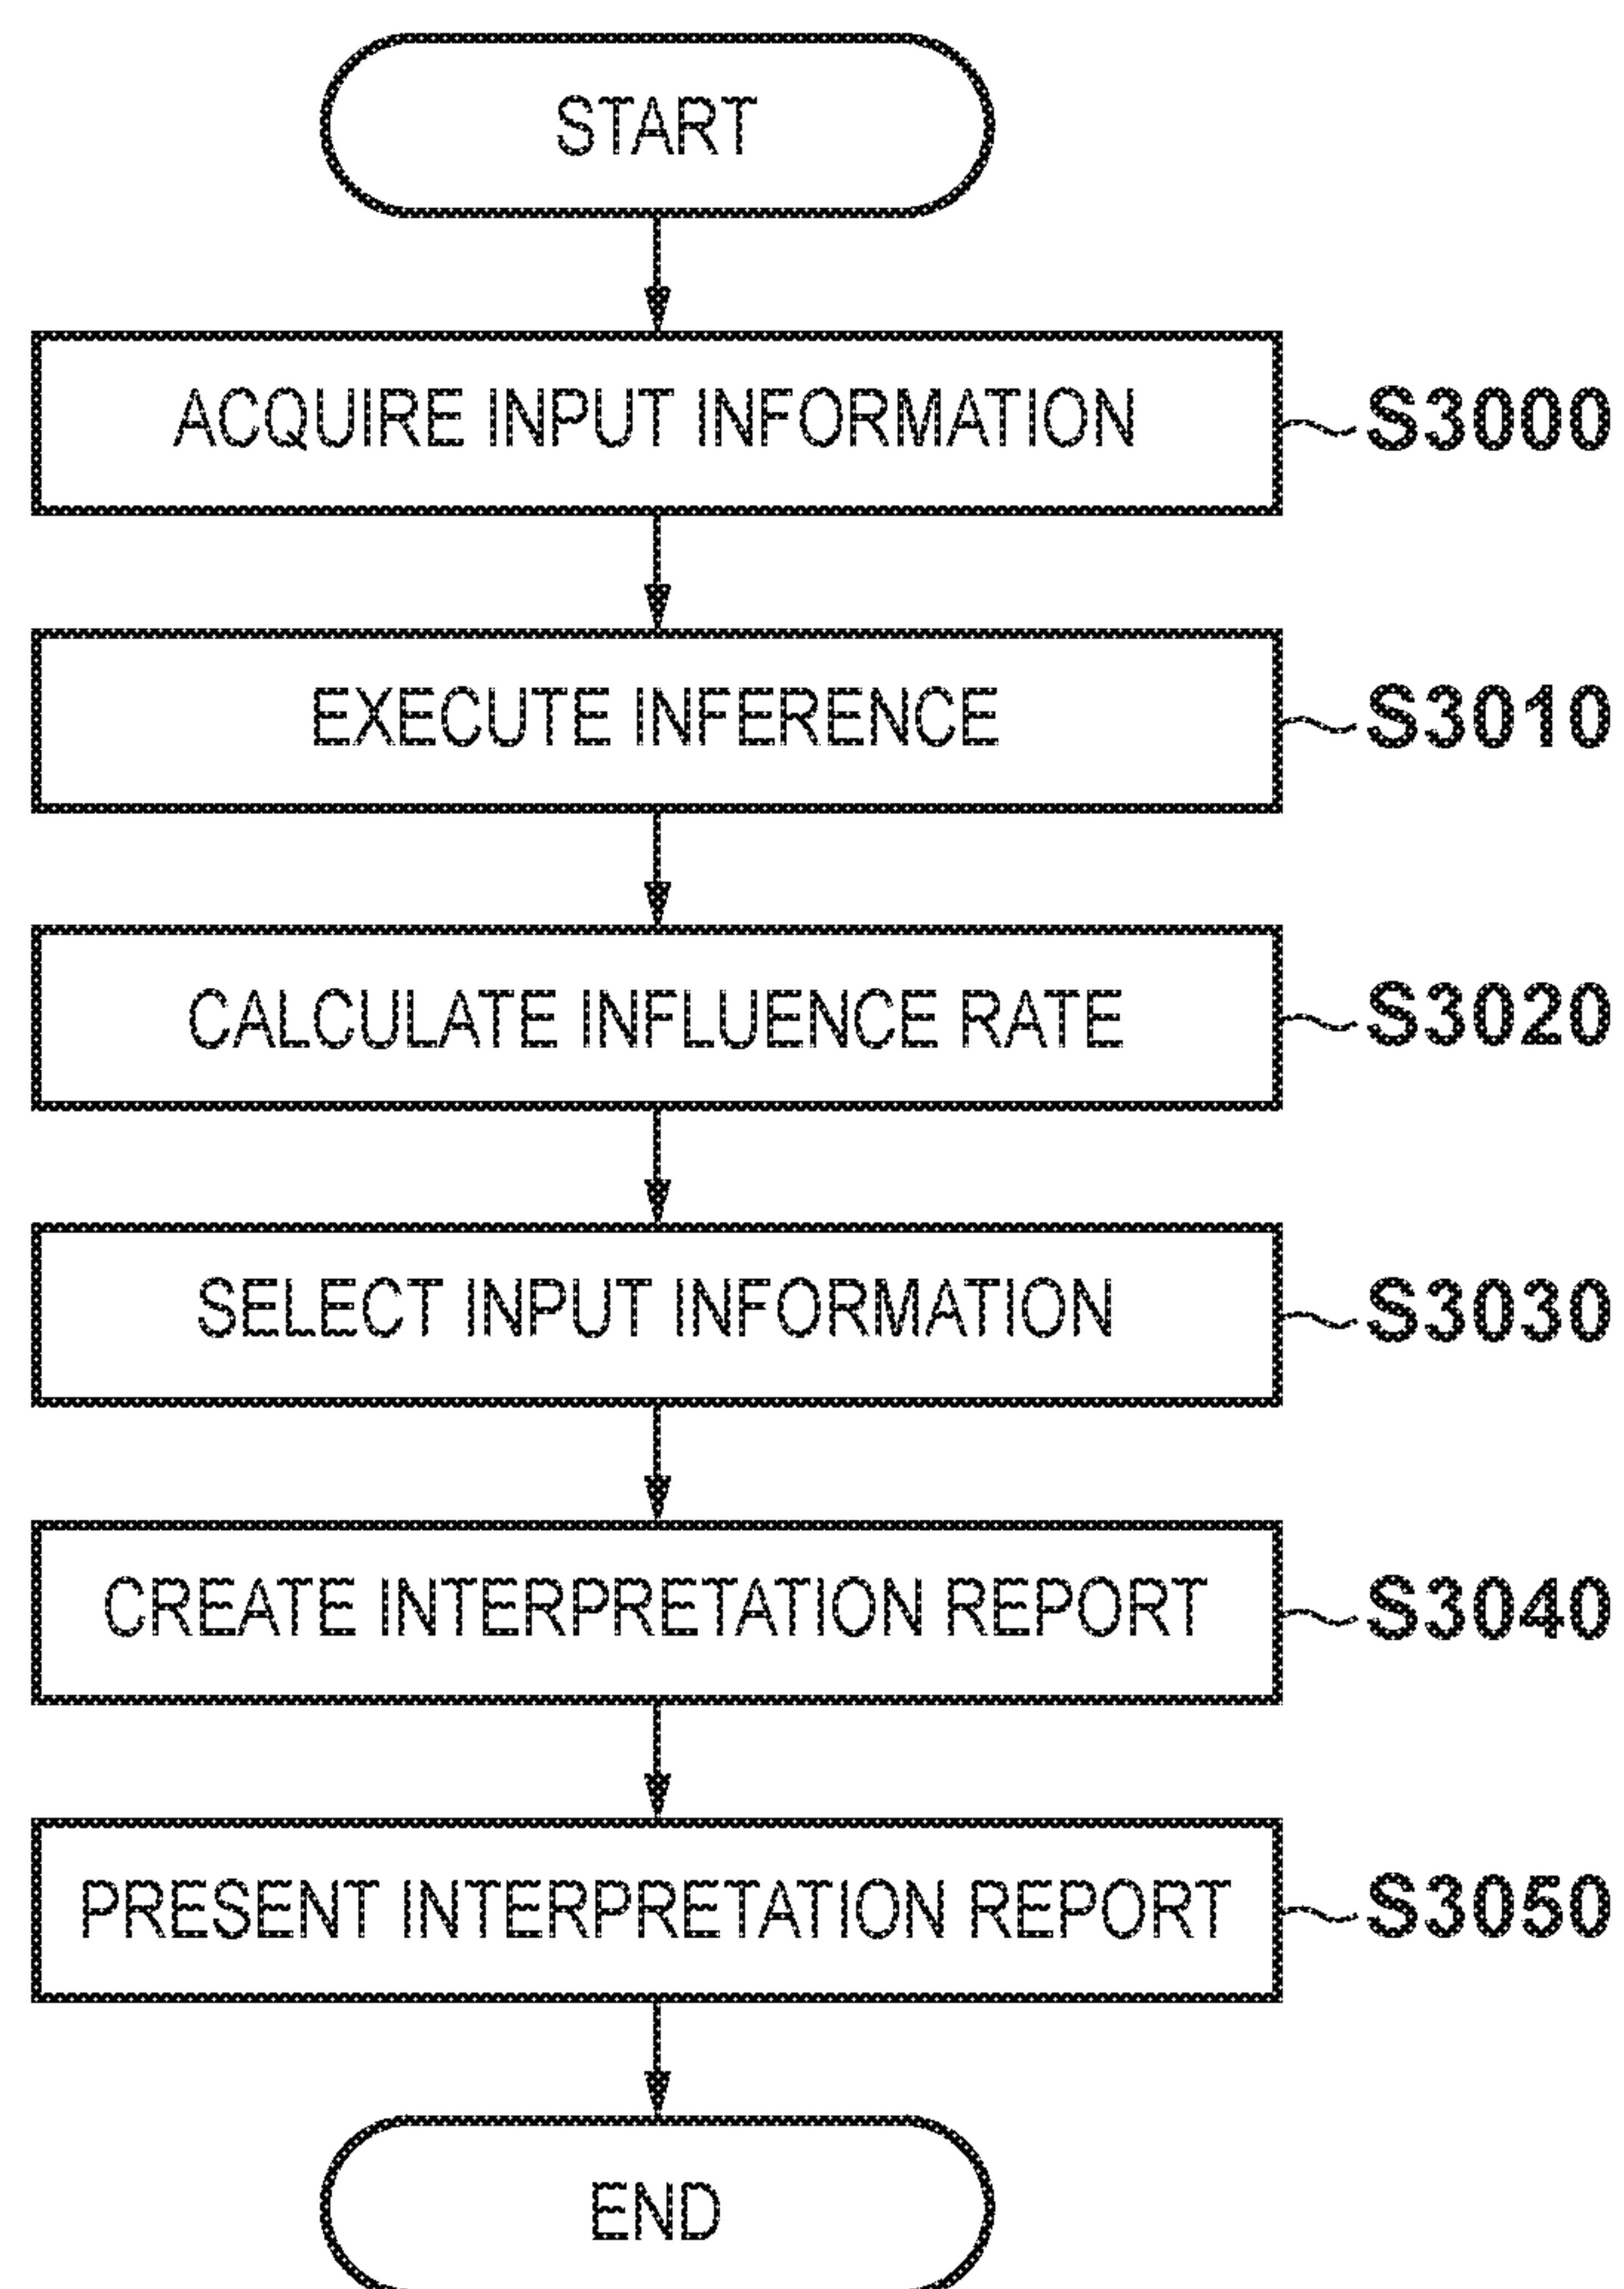 START
ACQUIRE INPUT INFORMATION S3000
EXECUTE INFERENCE S3010
CALCULATE INFLUENCE RATE S3020
SELECT INPUT INFORMATION S3030
CREATE INTERPRETATION REPORT S3040
PRESENT INTERPRETATION REPORT S3050
END